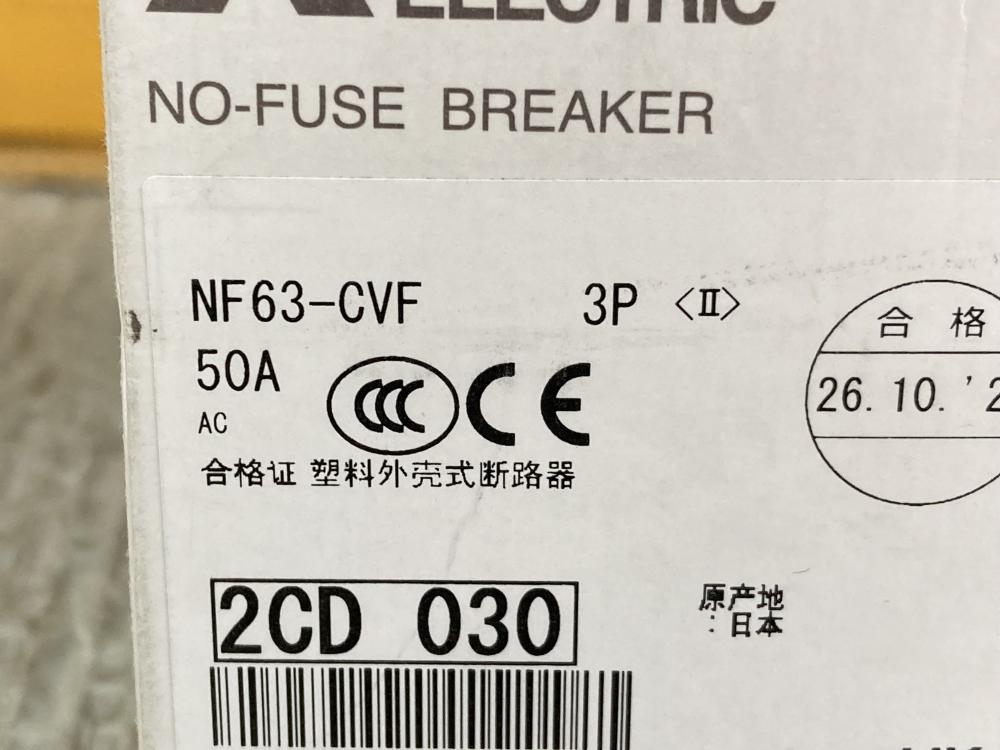 ELECTRIC
NO-FUSE BREAKER
NF63-CVF 3P 〈Ⅱ〉
50A
AC
CCC CE
合格证 塑料外壳式断路器
合格
26.10.'2
2CD 030
原产地
:日本